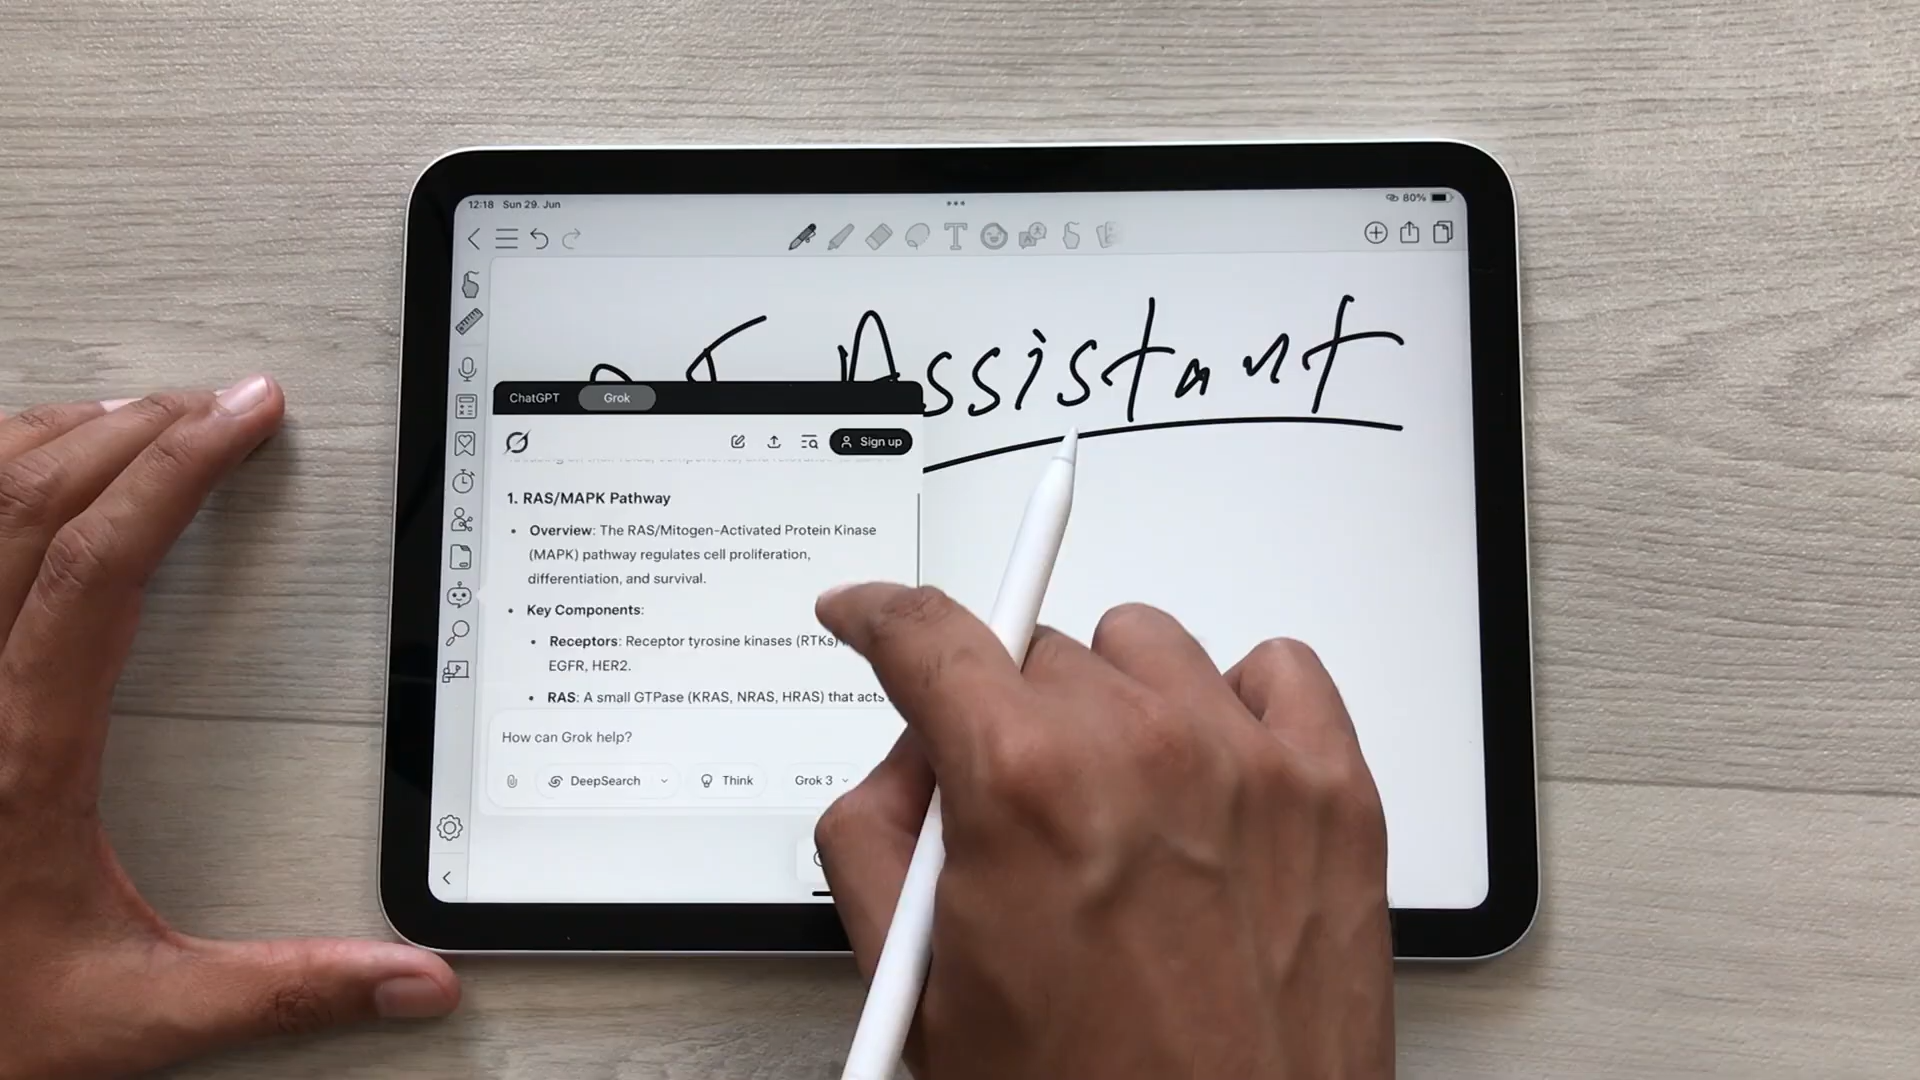 12:18 Sun 29. Jun
80%
Assistant
ChatGPT Grok
Sign up
1. RAS/MAPK Pathway
• Overview: The RAS/Mitogen-Activated Protein Kinase
(MAPK) pathway regulates cell proliferation,
differentiation, and survival.
• Key Components:
• Receptors: Receptor tyrosine kinases (RTKs)
EGFR, HER2.
• RAS: A small GTPase (KRAS, NRAS, HRAS) that acts
How can Grok help?
DeepSearch Think Grok 3